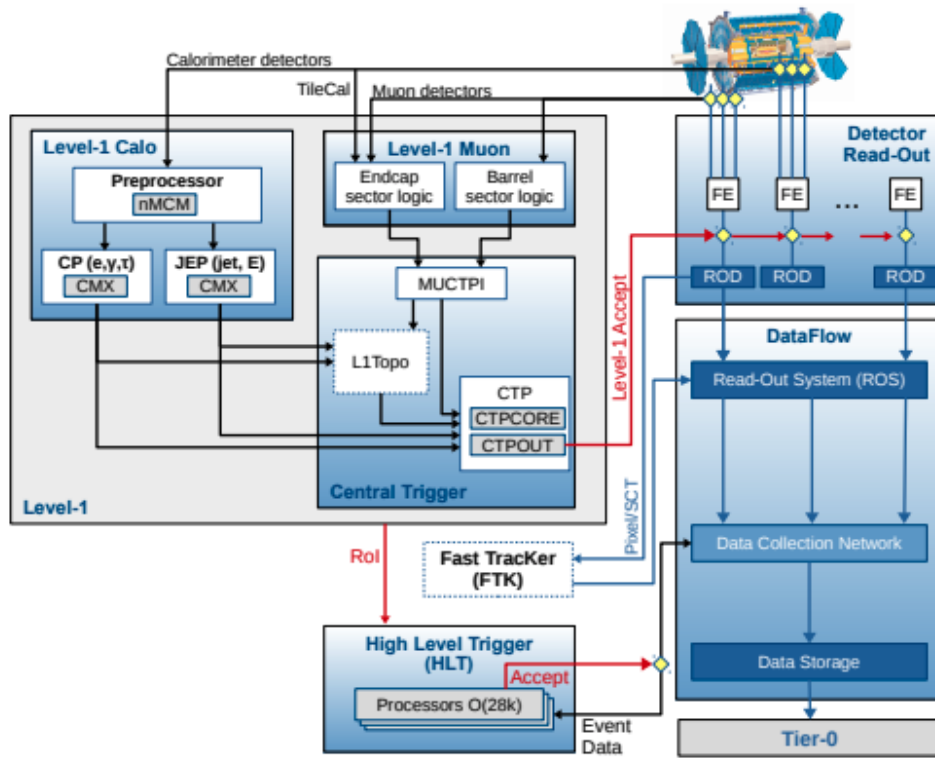 Calorimeter detectors
TileCal
Muon detectors
Level-1 Calo
Preprocessor
nMCM
CP (e,γ,τ)
CMX
JEP (jet, E)
CMX
Level-1 Muon
Endcap
sector logic
Barrel
sector logic
MUCTPI
L1Topo
CTP
CTPCORE
CTPOUT
Central Trigger
Level-1
Level-1 Accept
Detector
Read-Out
FE
FE
...
FE
ROD
ROD
ROD
DataFlow
Read-Out System (ROS)
Pixel/SCT
Data Collection Network
Data Storage
Tier-0
RoI
Fast TracKer
(FTK)
High Level Trigger
(HLT)
Accept
Processors O(28k)
Event
Data